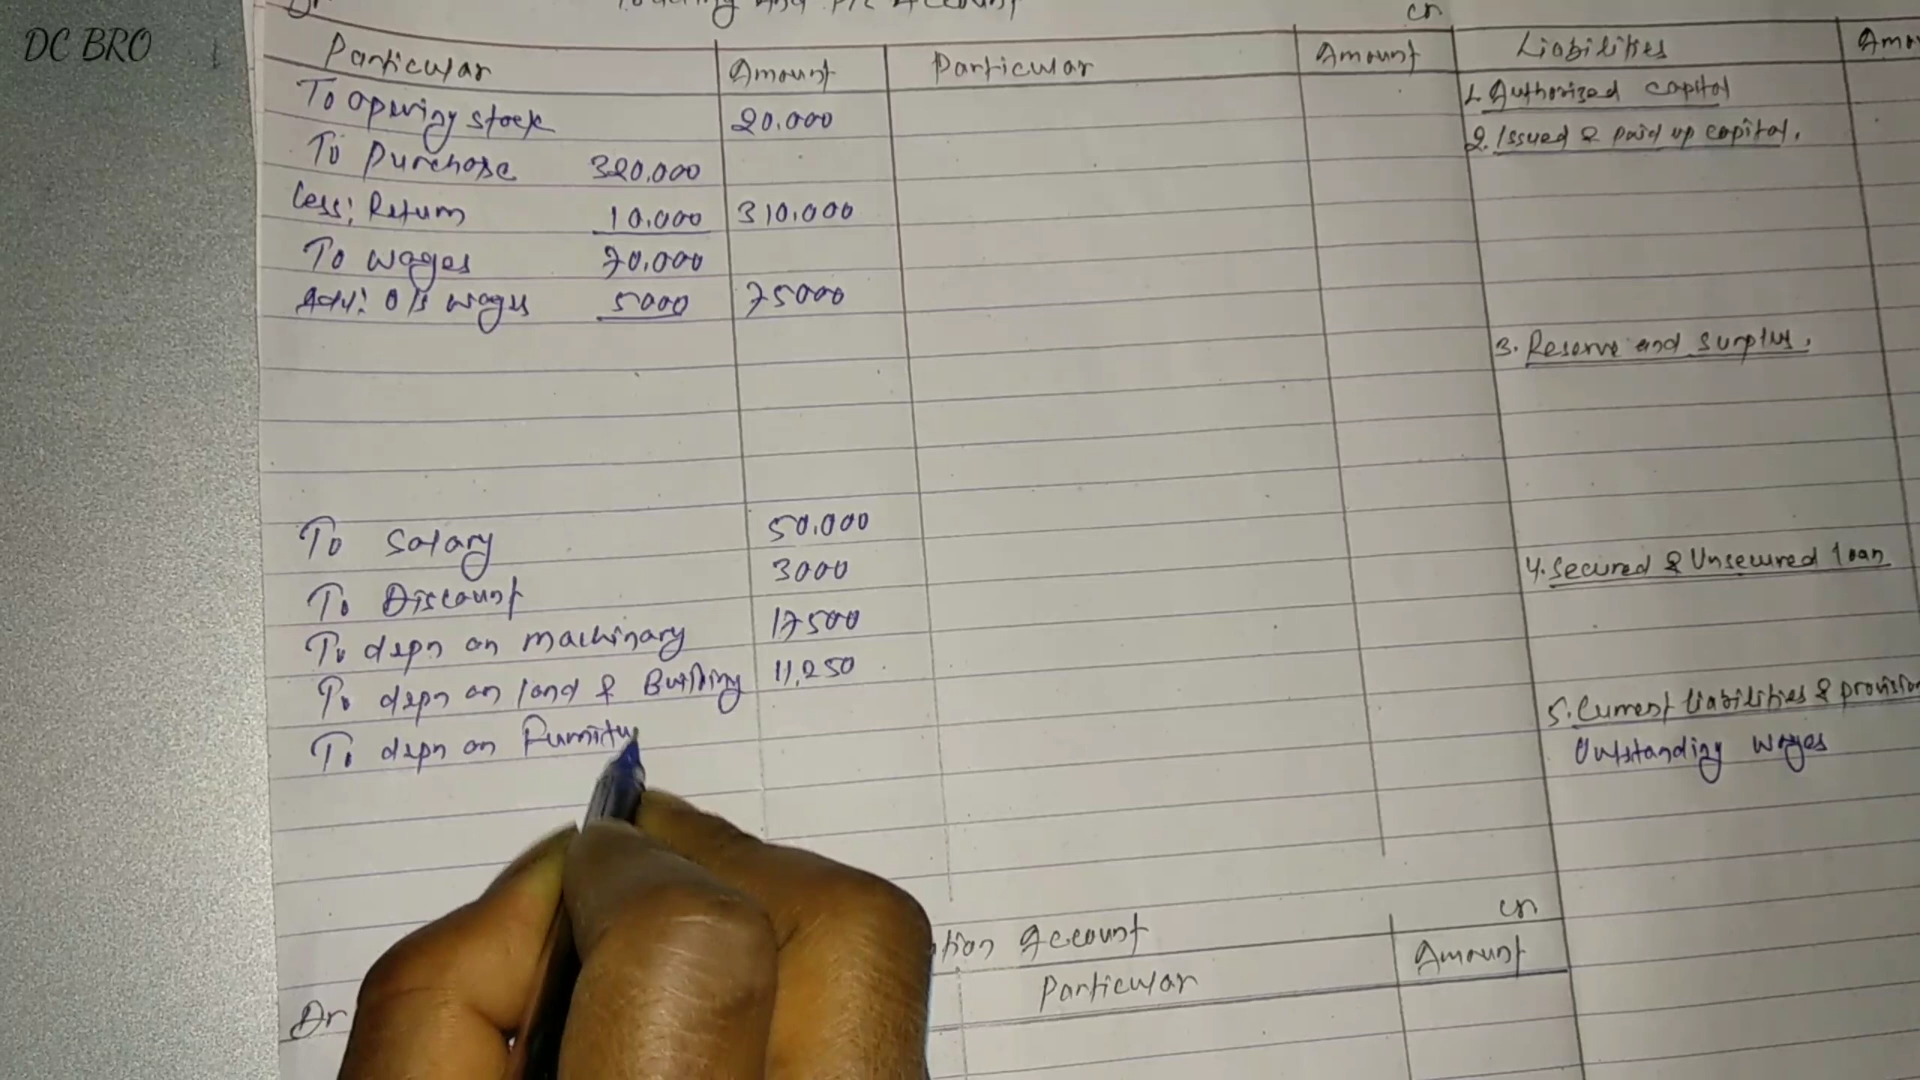 DC BRO
Trading and P/L Account
Cr
Particular Amount Particular Amount Liabilities
To opening stock 20.000
1. Authorized capital
To Purchase 320.000
2. Issued & paid up capital.
Less: Return 10.000 310.000
To wages 70.000
Add: O/s wages 5000 75000
3. Reserve and surplus.
To Salary 50.000
To Discount 3000
4. Secured & Unsecured loan
To depn on machinary 17500
To depn on land & Building 11,250
5. Current liabilities & provision
To depn on Furnitu
Outstanding wages
Account
Cr
Dr
Particular Amount